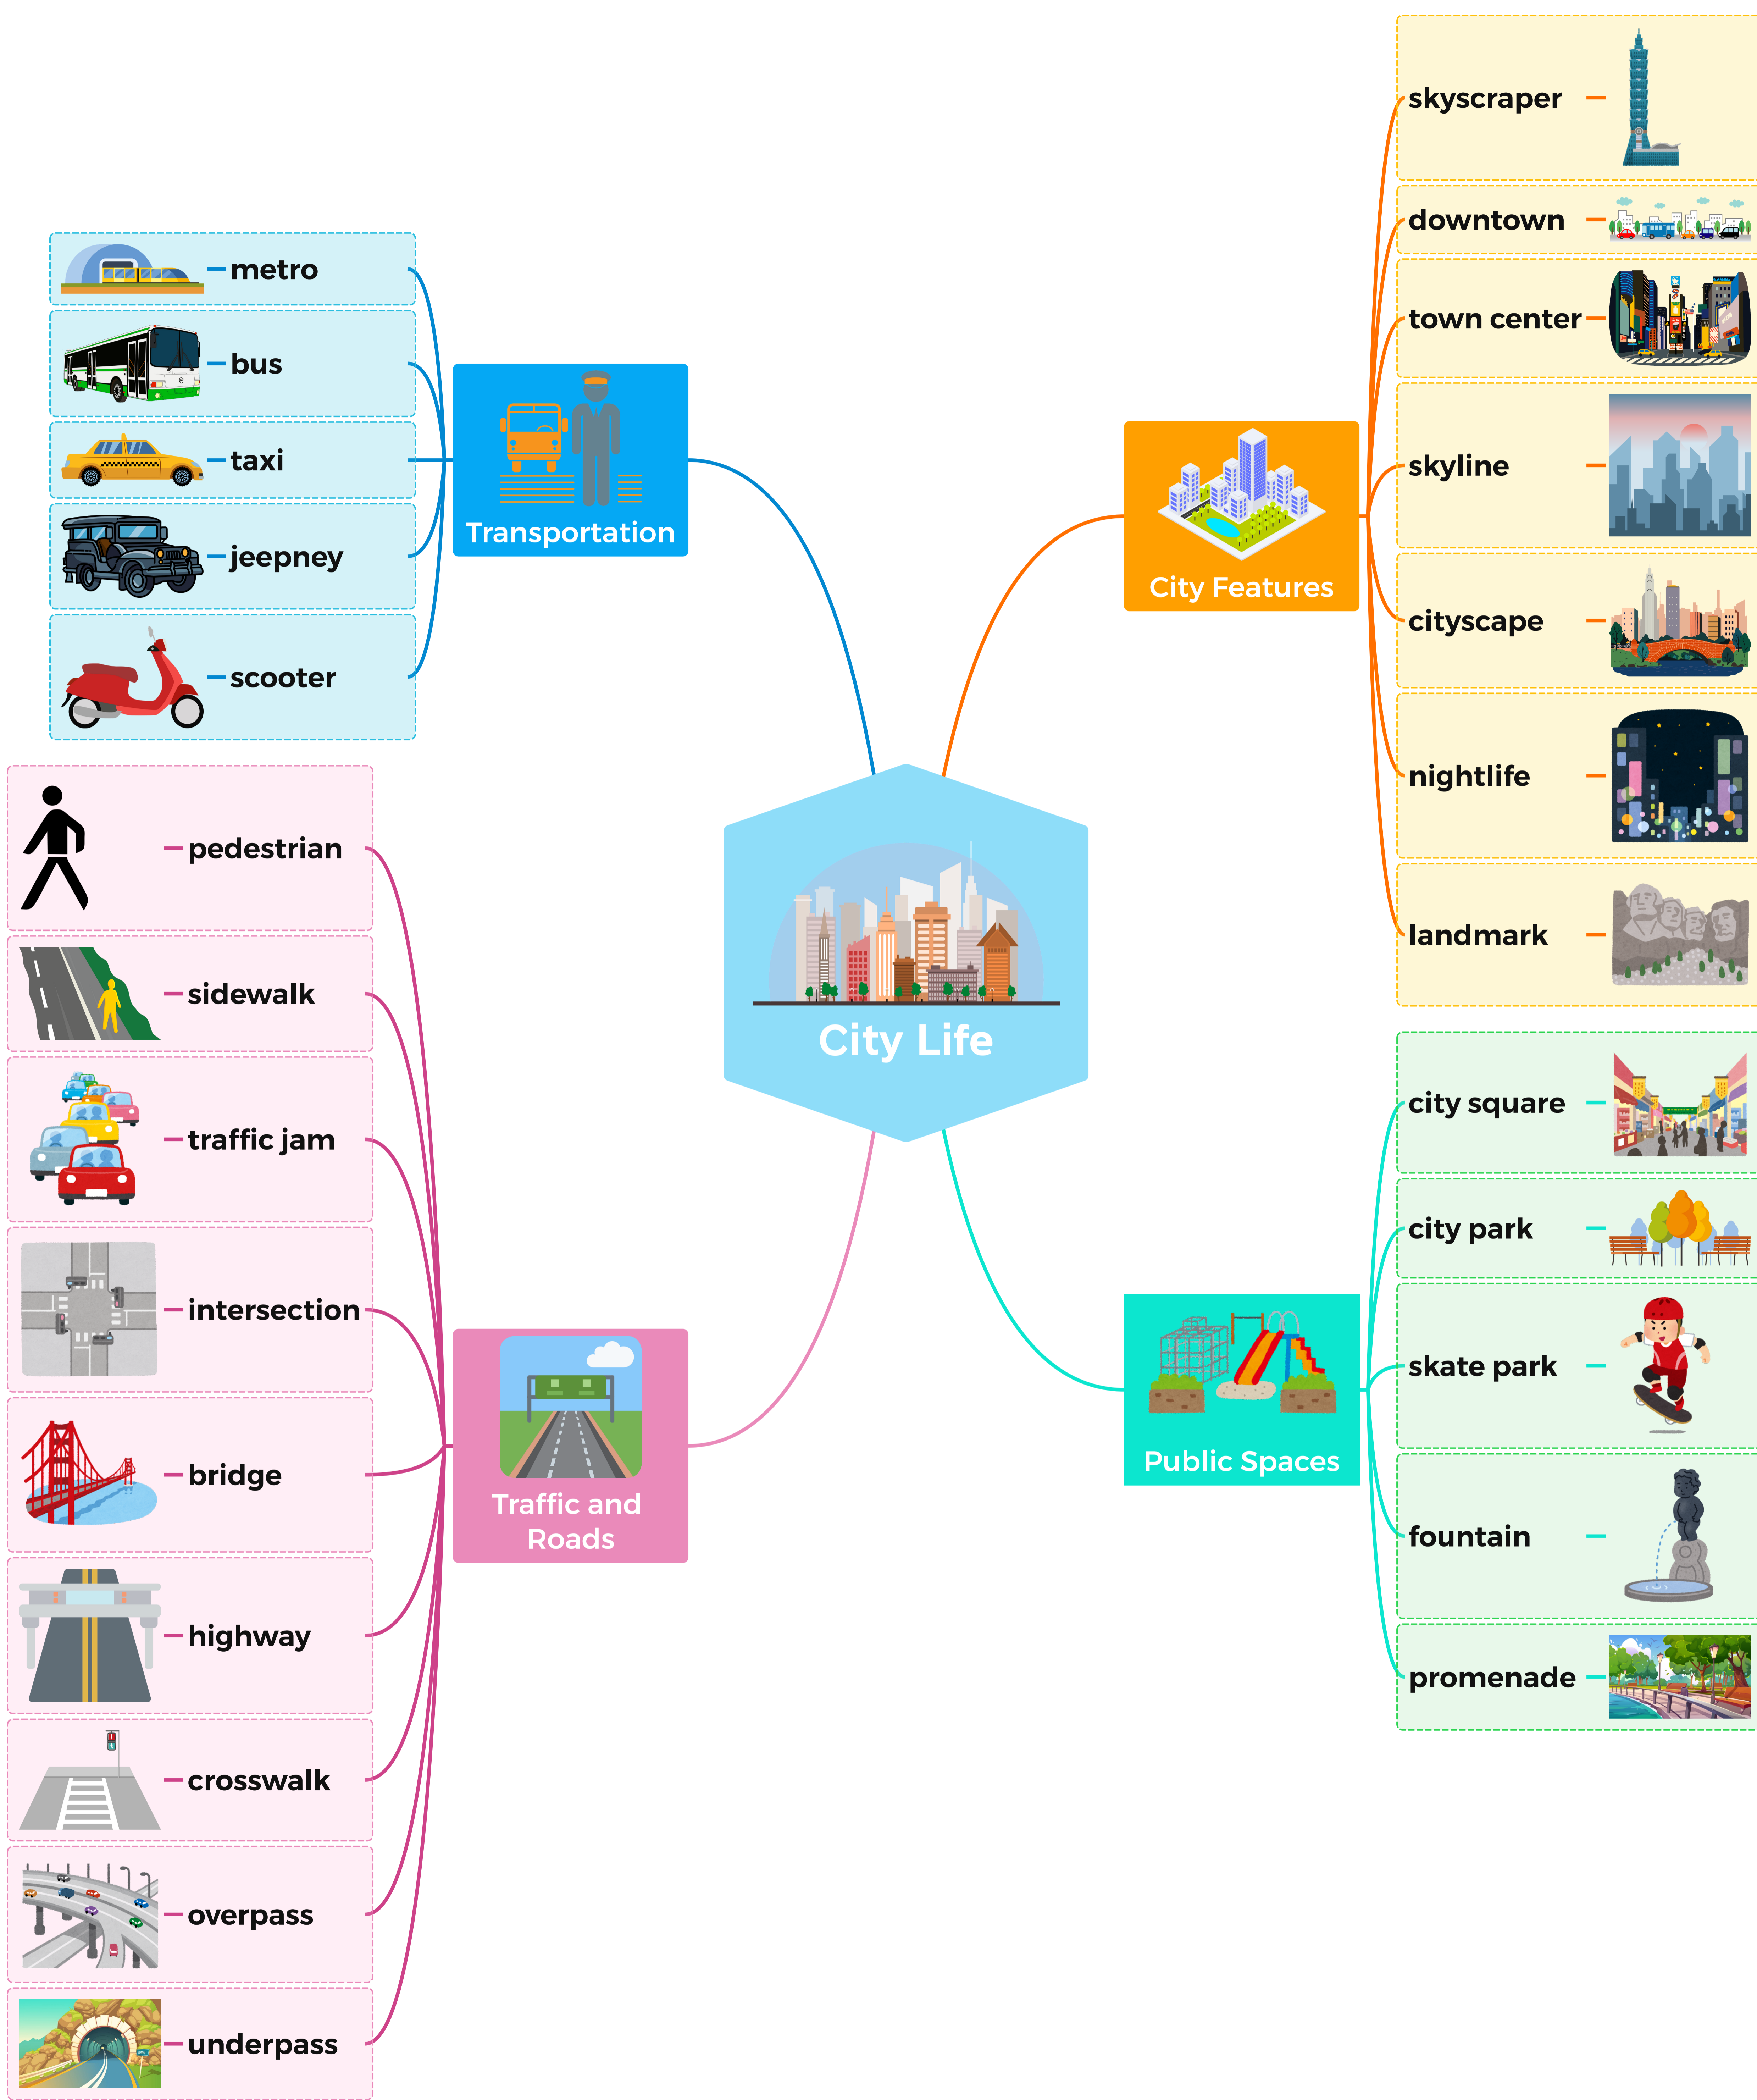 City Life
Transportation
metro
bus
taxi
jeepney
scooter
City Features
skyscraper
downtown
town center
skyline
cityscape
nightlife
landmark
Traffic and
Roads
pedestrian
sidewalk
traffic jam
intersection
bridge
highway
crosswalk
overpass
underpass
Public Spaces
city square
city park
skate park
fountain
promenade